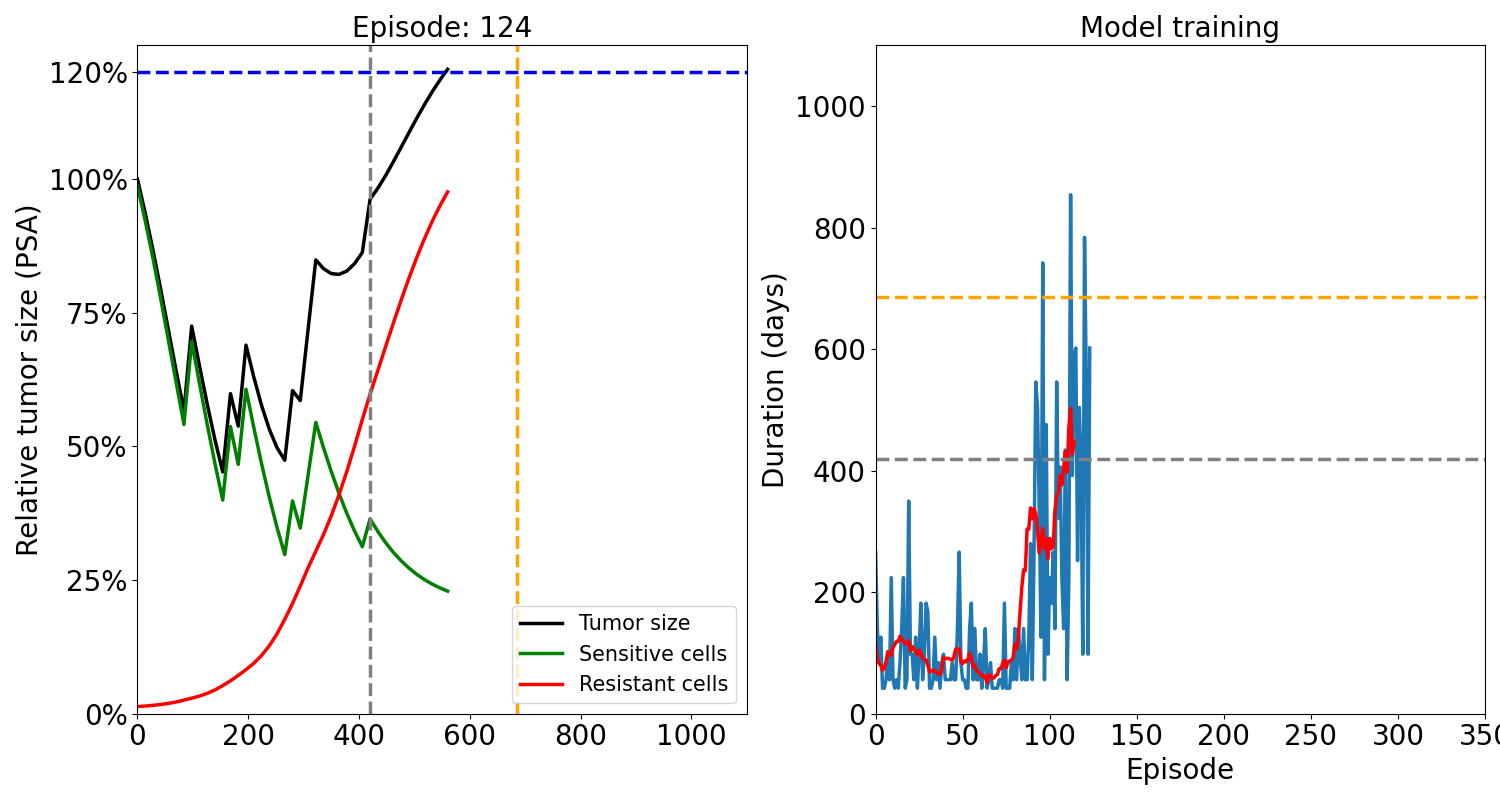 Episode: 124
Relative tumor size (PSA)
120%
100%
75%
50%
25%
0%
0 200 400 600 800 1000
Tumor size
Sensitive cells
Resistant cells
Model training
Duration (days)
1000
800
600
400
200
0
0 50 100 150 200 250 300 350
Episode